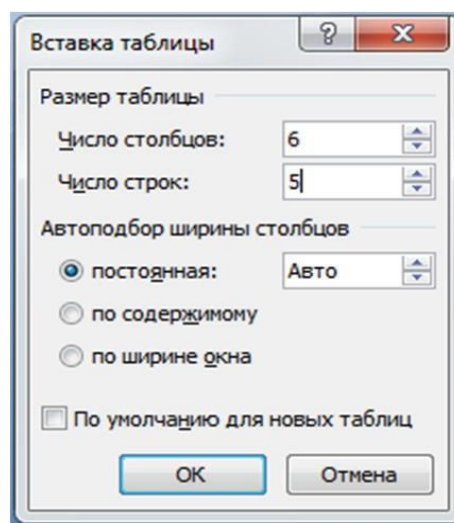 Вставка таблицы
Размер таблицы
Число столбцов: 6
Число строк: 5
Автоподбор ширины столбцов
постоянная: Авто
по содержимому
по ширине окна
По умолчанию для новых таблиц
ОК Отмена